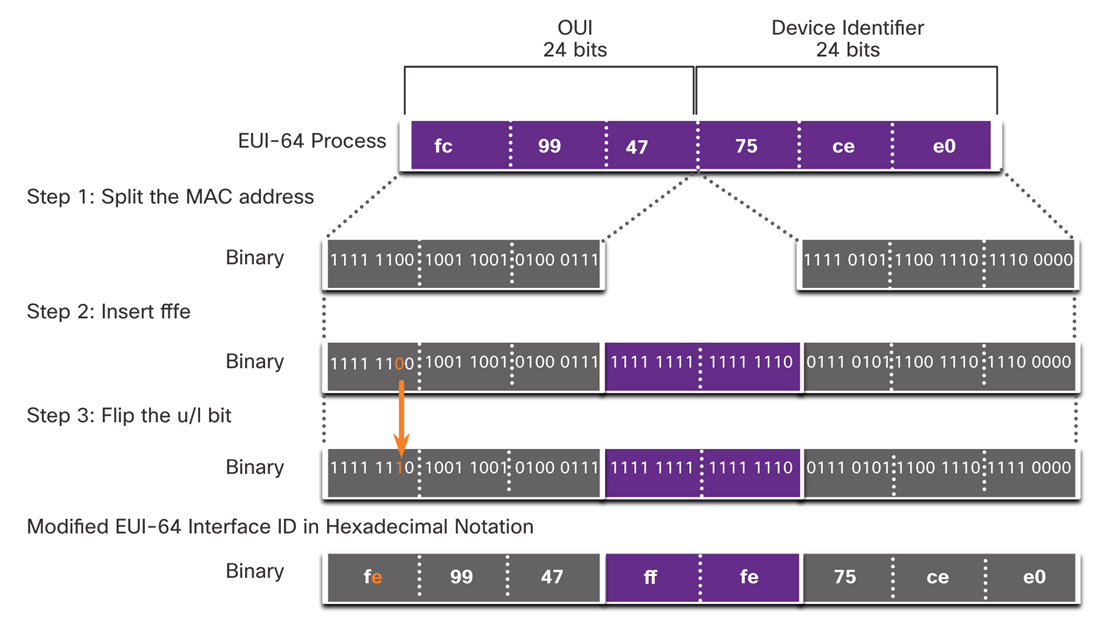 OUI
24 bits
Device Identifier
24 bits
EUI-64 Process
fc 99 47 75 ce e0
Step 1: Split the MAC address
Binary
1111 1100 1001 1001 0100 0111 1111 0101 1100 1110 1110 0000
Step 2: Insert fffe
Binary
1111 1100 1001 1001 0100 0111 1111 1111 1111 1110 0111 0101 1100 1110 1110 0000
Step 3: Flip the u/l bit
Binary
1111 1110 1001 1001 0100 0111 1111 1111 1111 1110 0111 0101 1100 1110 1111 0000
Modified EUI-64 Interface ID in Hexadecimal Notation
Binary
fe 99 47 ff fe 75 ce e0